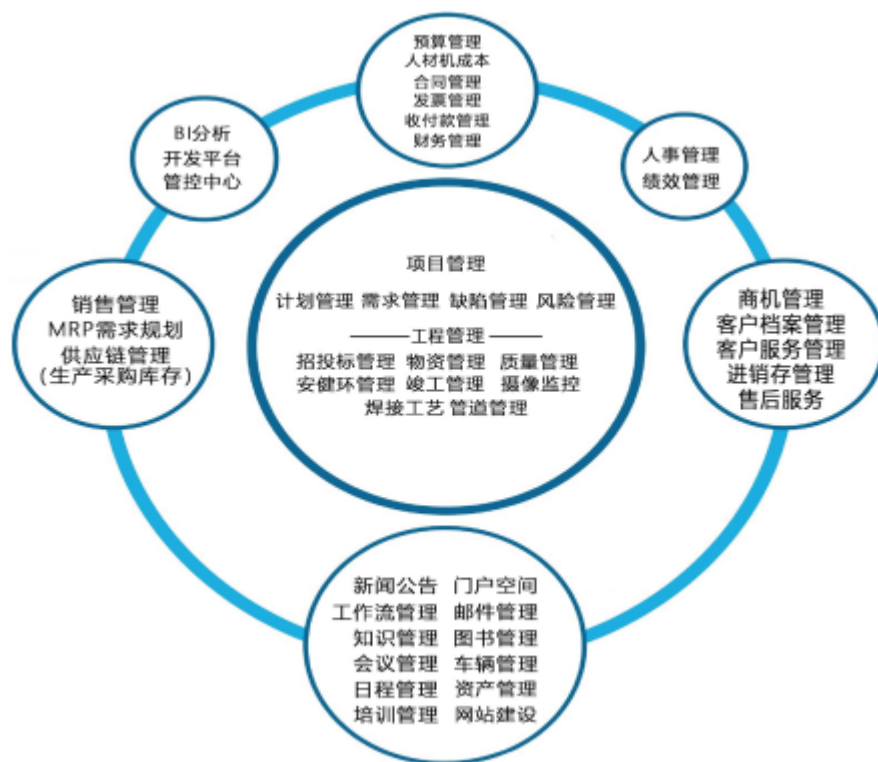 预算管理
人材机成本
合同管理
发票管理
收付款管理
财务管理
BI分析
开发平台
管控中心
人事管理
绩效管理
项目管理
计划管理 需求管理 缺陷管理 风险管理
工程管理
招投标管理 物资管理 质量管理
安健环管理 竣工管理 摄像监控
焊接工艺 管道管理
销售管理
MRP需求规划
供应链管理
(生产采购库存)
商机管理
客户档案管理
客户服务管理
进销存管理
售后服务
新闻公告 门户空间
工作流管理 邮件管理
知识管理 图书管理
会议管理 车辆管理
日程管理 资产管理
培训管理 网站建设